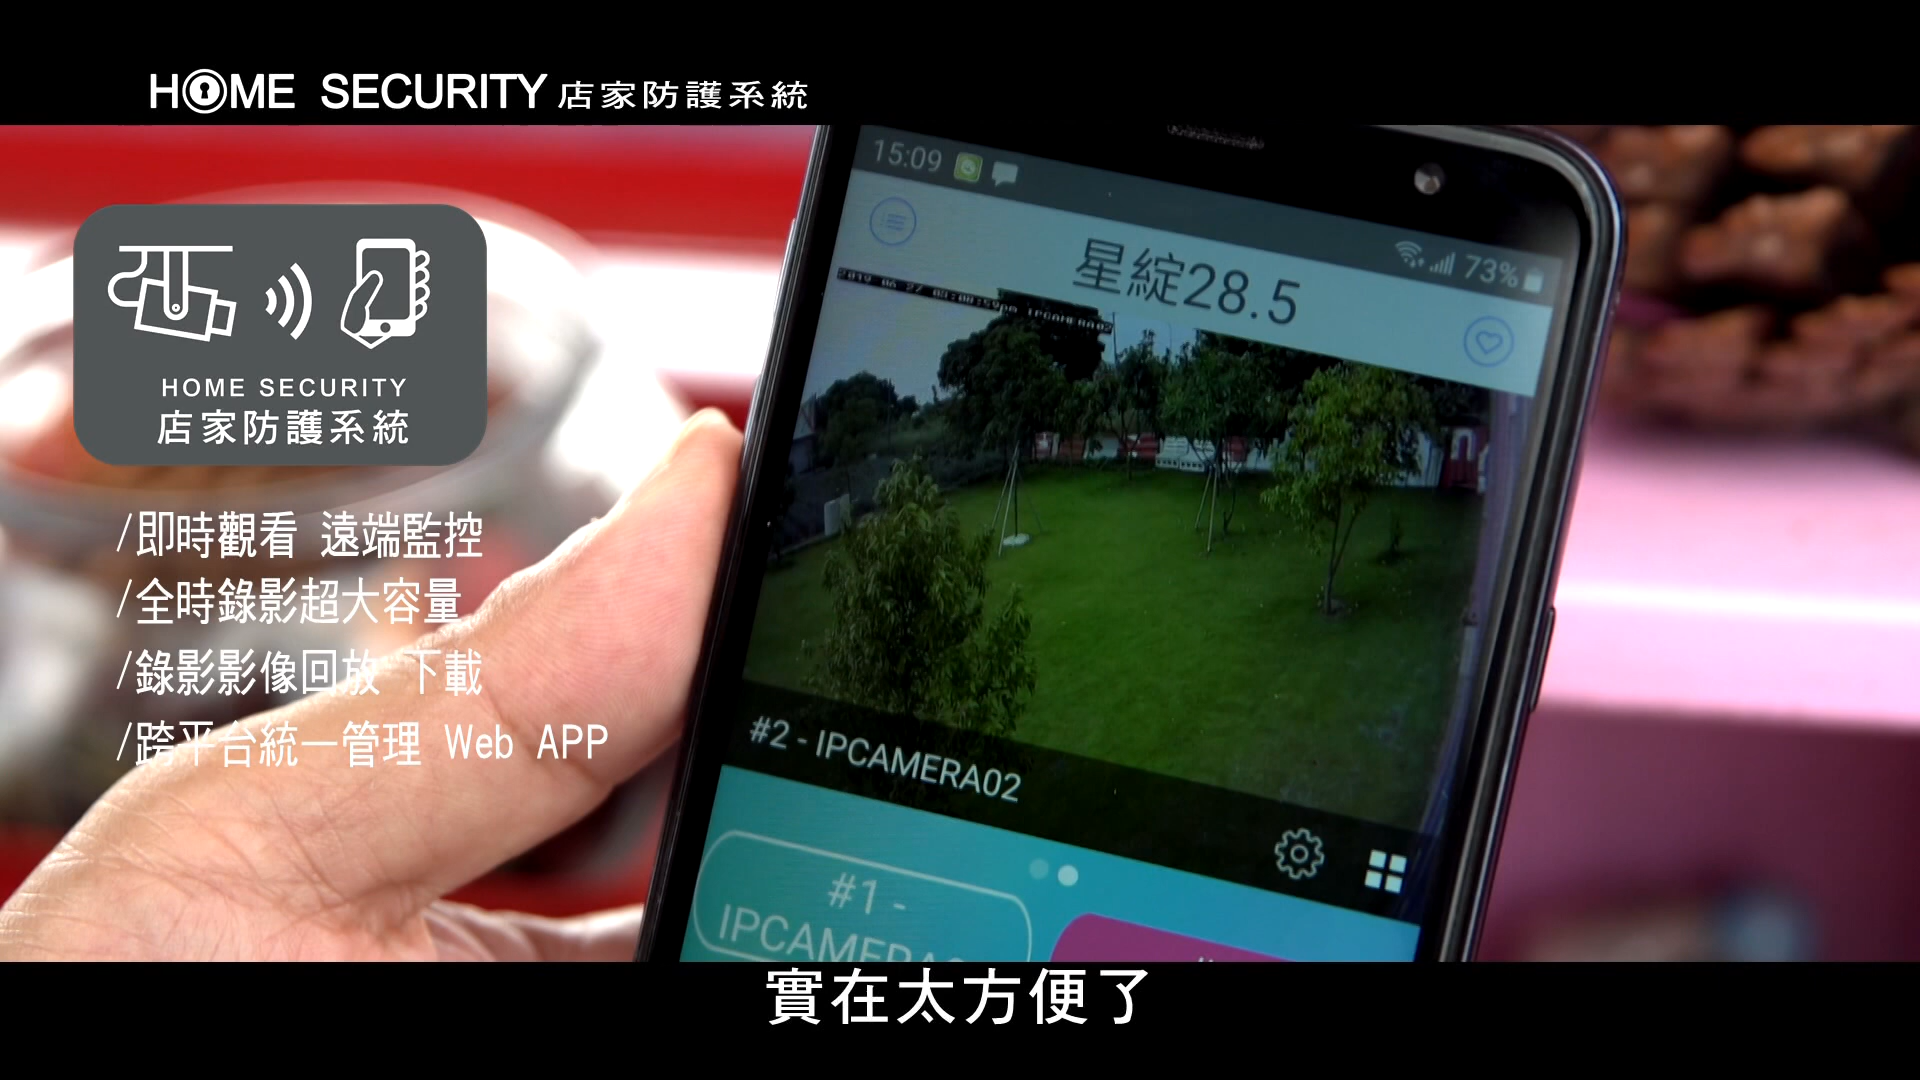 HOME SECURITY 店家防護系統
15:09
73%
星綻28.5
IPCAMERA02
HOME SECURITY
店家防護系統
/即時觀看 遠端監控
/全時錄影超大容量
/錄影影像回放 下載
/跨平台統一管理 Web APP
#2 - IPCAMERA02
#1 -
實在太方便了